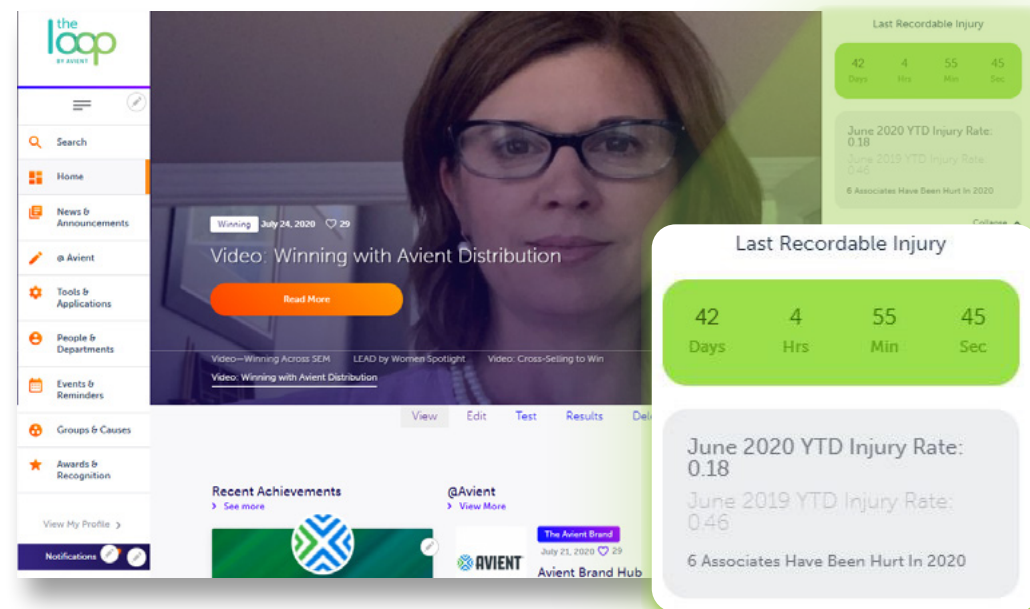 the
loop
BY AVIENT
Search
Home
News &
Announcements
@ Avient
Tools &
Applications
People &
Departments
Events &
Reminders
Groups & Causes
Awards &
Recognition
View My Profile
Notifications
Winning July 24, 2020 29
Video: Winning with Avient Distribution
Read More
Video—Winning Across SEM LEAD by Women Spotlight Video: Cross-Selling to Win
Video: Winning with Avient Distribution
View Edit Test Results
Recent Achievements
See more
@Avient
View More
The Avient Brand
July 21, 2020 29
AVIENT
Avient Brand Hub
Last Recordable Injury
42 4 55 45
Days Hrs Min Sec
June 2020 YTD Injury Rate:
0.18
June 2019 YTD Injury Rate:
0.46
6 Associates Have Been Hurt In 2020
Collapse
Last Recordable Injury
42 4 55 45
Days Hrs Min Sec
June 2020 YTD Injury Rate:
0.18
June 2019 YTD Injury Rate:
0.46
6 Associates Have Been Hurt In 2020